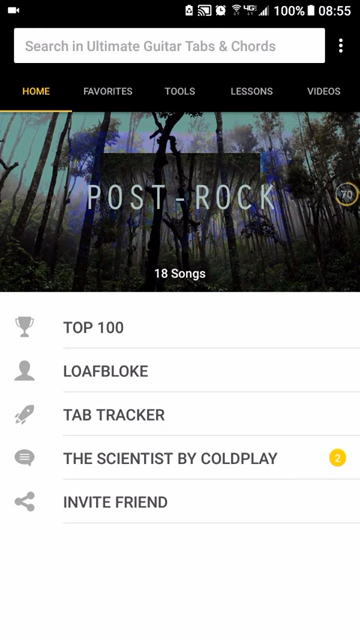 100% 08:55
Search in Ultimate Guitar Tabs & Chords
HOME FAVORITES TOOLS LESSONS VIDEOS
POST-ROCK
70
18 Songs
TOP 100
LOAFBLOKE
TAB TRACKER
THE SCIENTIST BY COLDPLAY 2
INVITE FRIEND